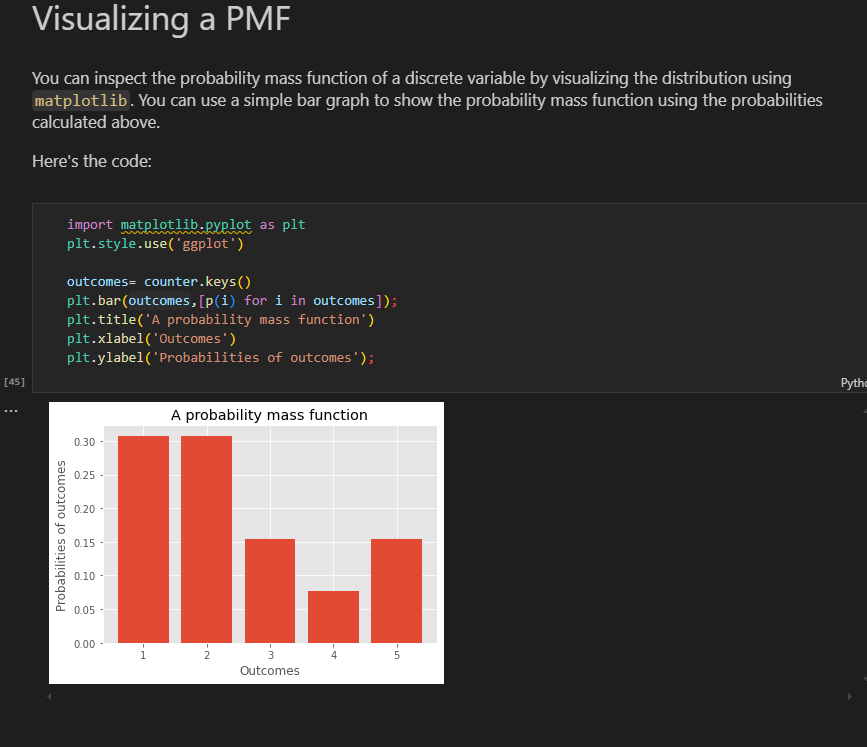 Visualizing a PMF
You can inspect the probability mass function of a discrete variable by visualizing the distribution using
matplotlib. You can use a simple bar graph to show the probability mass function using the probabilities
calculated above.
Here's the code:
import matplotlib.pyplot as plt
plt.style.use('ggplot')
outcomes= counter.keys()
plt.bar(outcomes,[p(i) for i in outcomes]);
plt.title('A probability mass function')
plt.xlabel('Outcomes')
plt.ylabel('Probabilities of outcomes');
[45]
Pytho
...
A probability mass function
Probabilities of outcomes
0.30
0.25
0.20
0.15
0.10
0.05
0.00
1 2 3 4 5
Outcomes